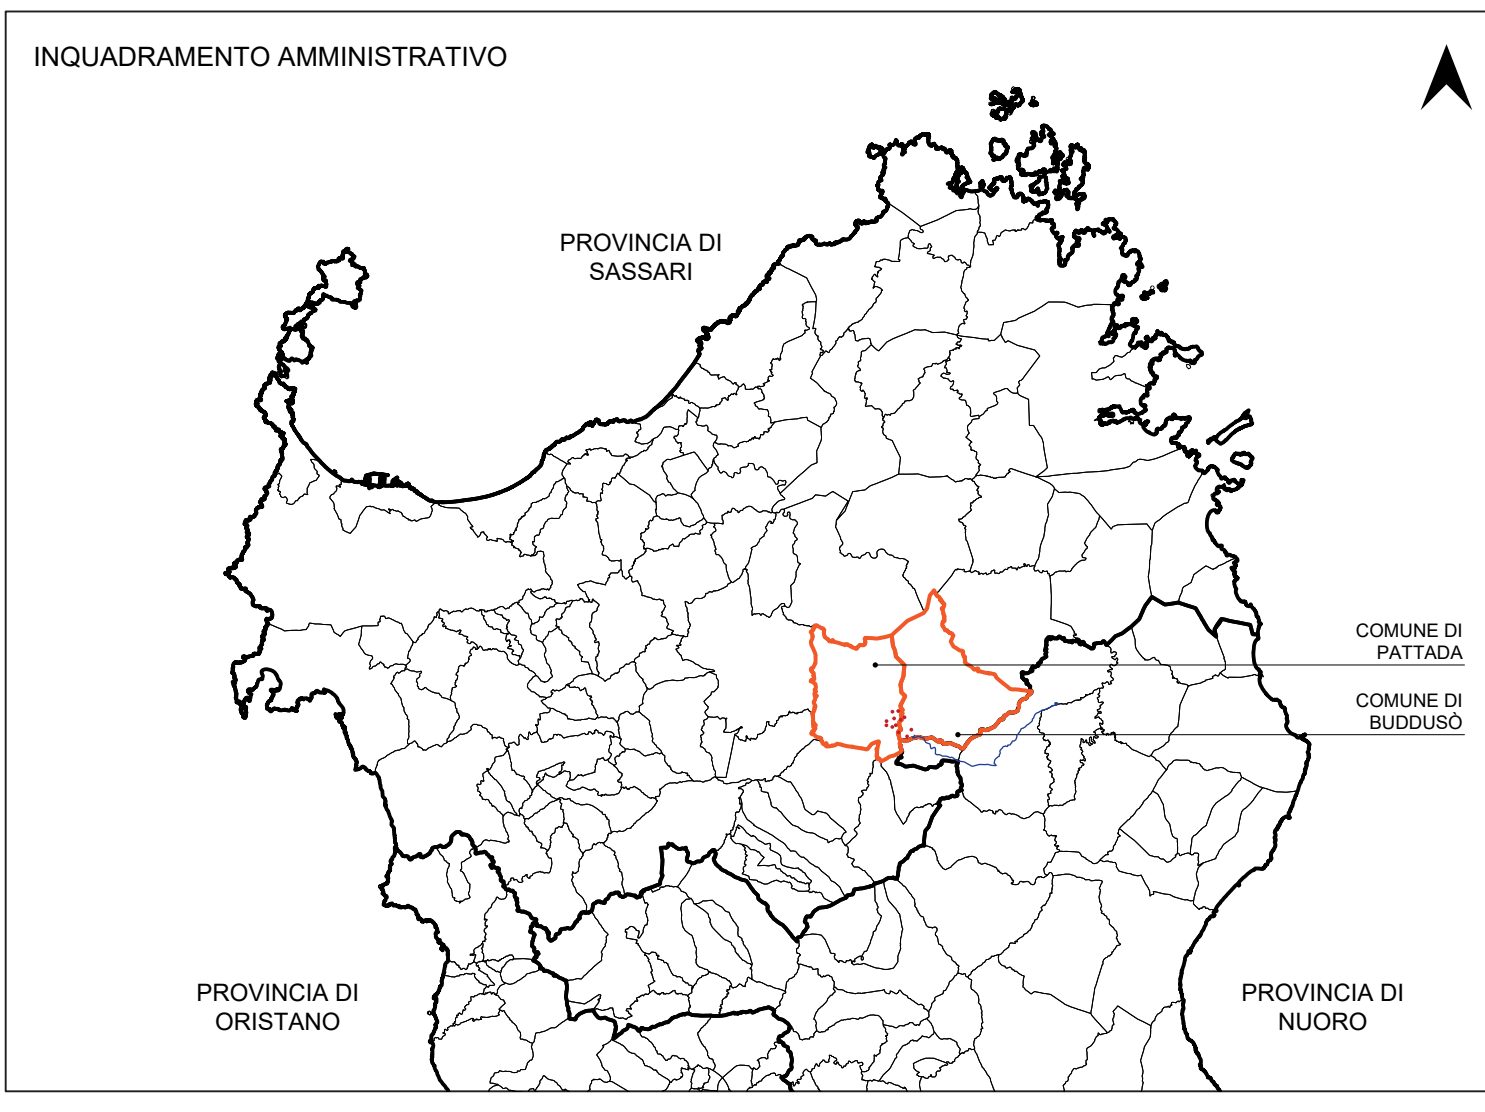 INQUADRAMENTO AMMINISTRATIVO
PROVINCIA DI
SASSARI
COMUNE DI
PATTADA
COMUNE DI
BUDDUSÒ
PROVINCIA DI
ORISTANO
PROVINCIA DI
NUORO